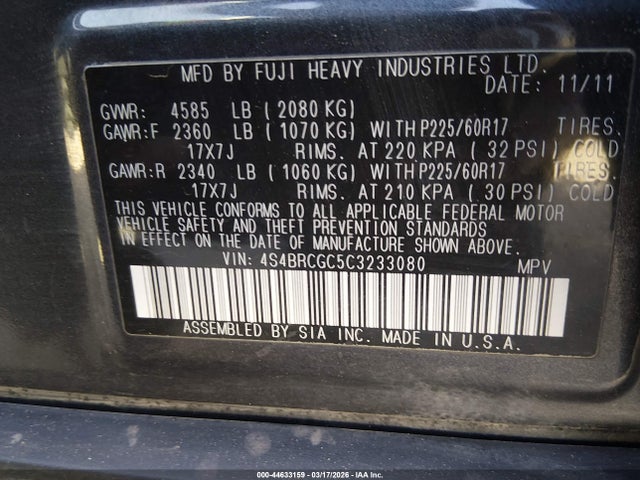 MFD BY FUJI HEAVY INDUSTRIES LTD.
DATE: 11/11
GVWR: 4585 LB ( 2080 KG)
GAWR:F 2360 LB ( 1070 KG) WITH P225/60R17 TIRES,
17X7J RIMS, AT 220 KPA ( 32 PSI) COLD
GAWR:R 2340 LB ( 1060 KG) WITH P225/60R17 TIRES,
17X7J RIMS, AT 210 KPA ( 30 PSI) COLD
THIS VEHICLE CONFORMS TO ALL APPLICABLE FEDERAL MOTOR
VEHICLE SAFETY AND THEFT PREVENTION STANDARDS
IN EFFECT ON THE DATE OF MANUFACTURE SHOWN ABOVE.
VIN: 4S4BRCGC5C3233080 MPV
ASSEMBLED BY SIA INC. MADE IN U.S.A.
000-44633159 | 03/17/2026 | IAA Inc.